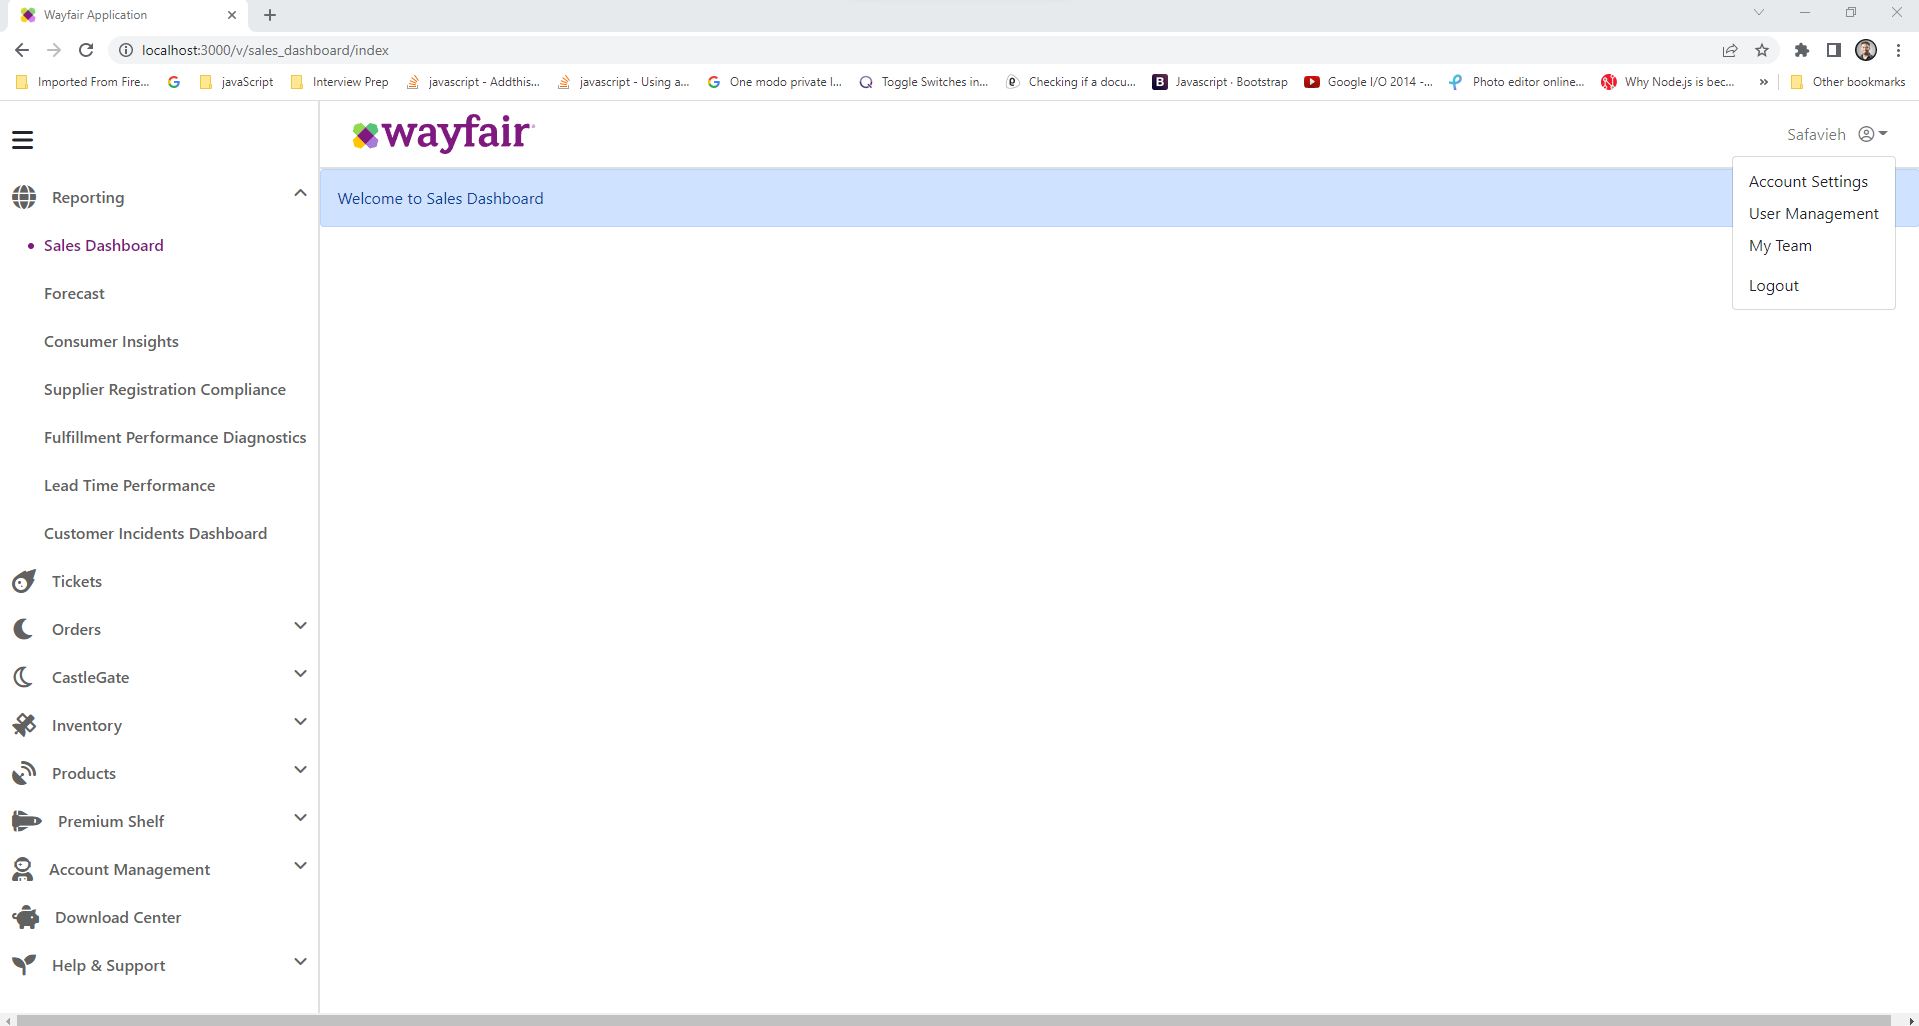 Wayfair Application
localhost:3000/v/sales_dashboard/index
Imported From Fire... javaScript Interview Prep javascript - Addthis... javascript - Using a... One modo private l... Toggle Switches in... Checking if a docu... Javascript · Bootstrap Google I/O 2014 -... Photo editor online... Why Node.js is bec... » Other bookmarks
wayfair
Safavieh
Account Settings
User Management
My Team
Logout
Welcome to Sales Dashboard
Reporting
Sales Dashboard
Forecast
Consumer Insights
Supplier Registration Compliance
Fulfillment Performance Diagnostics
Lead Time Performance
Customer Incidents Dashboard
Tickets
Orders
CastleGate
Inventory
Products
Premium Shelf
Account Management
Download Center
Help & Support